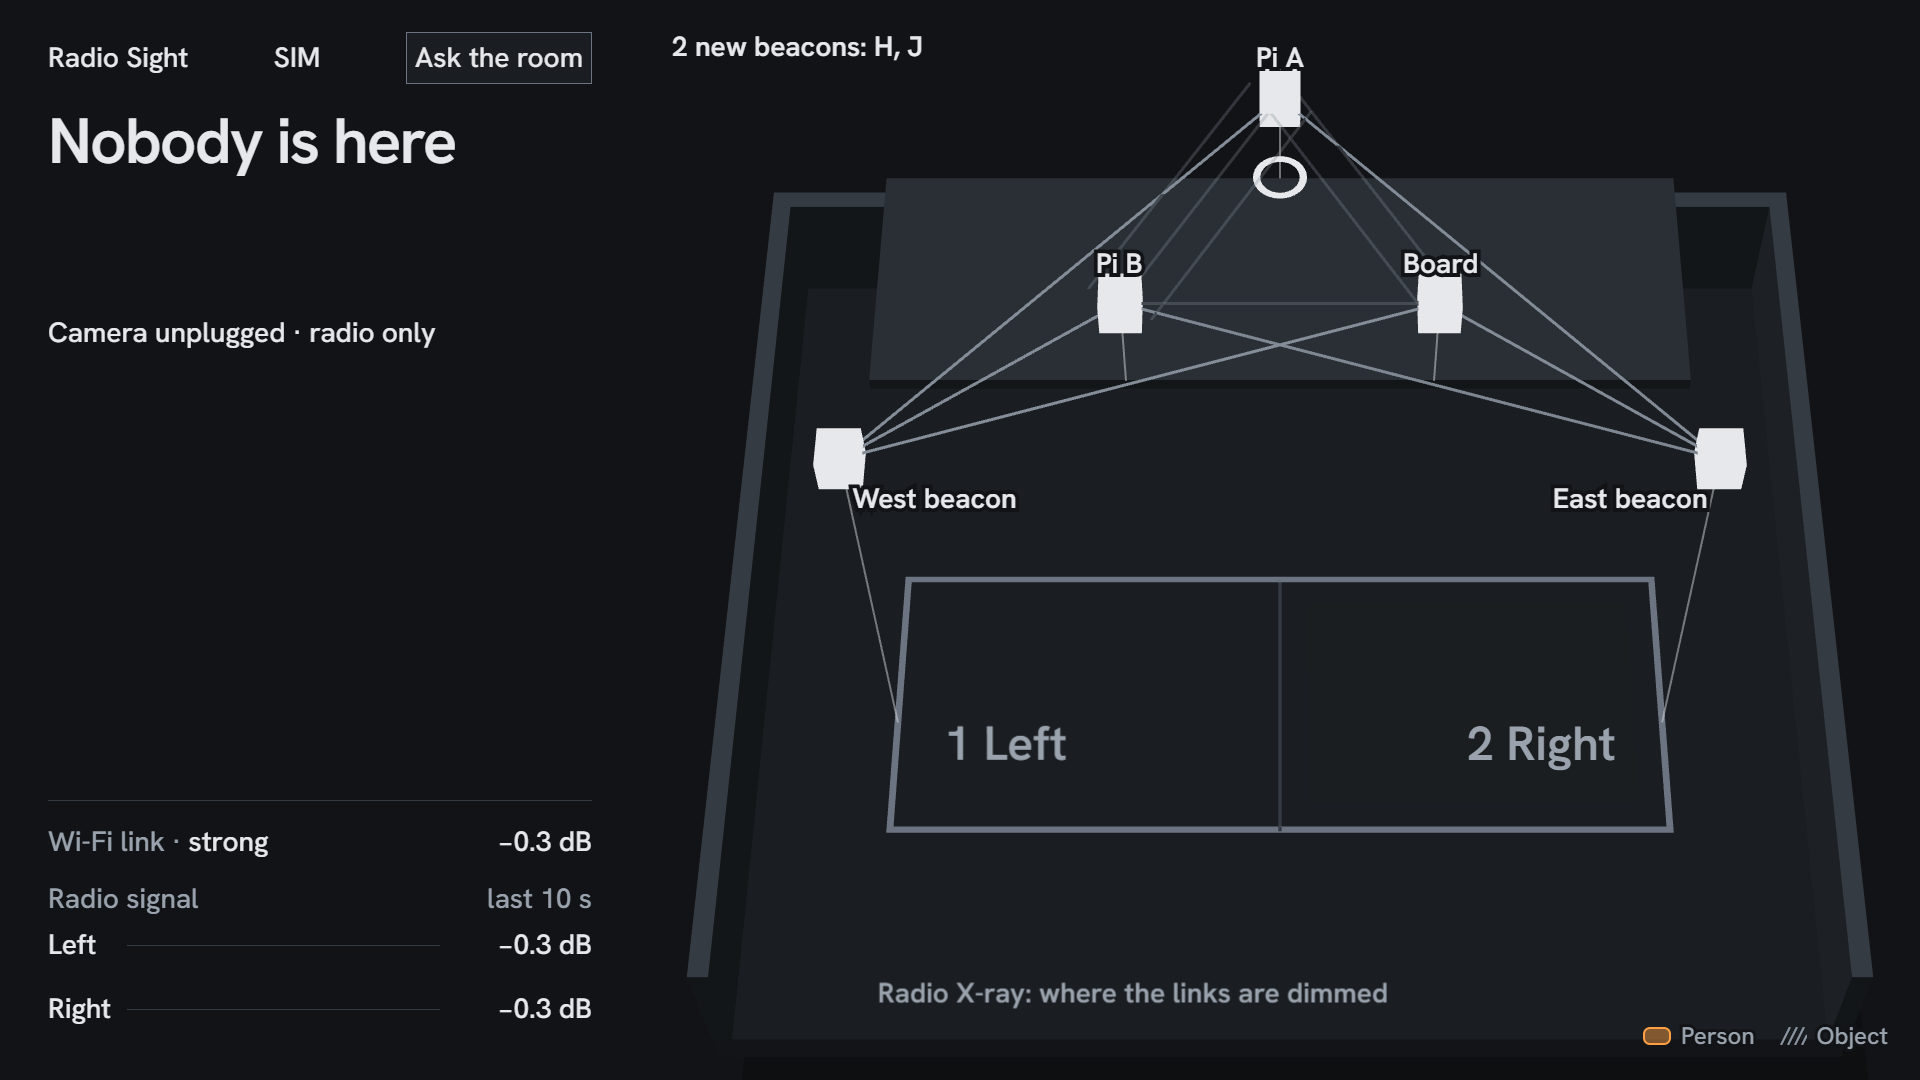 Radio Sight
SIM
Ask the room
Nobody is here
Camera unplugged · radio only
Wi-Fi link · strong −0.3 dB
Radio signal last 10 s
Left −0.3 dB
Right −0.3 dB
2 new beacons: H, J
Pi A
Pi B
Board
West beacon
East beacon
1 Left
2 Right
Radio X-ray: where the links are dimmed
Person
Object